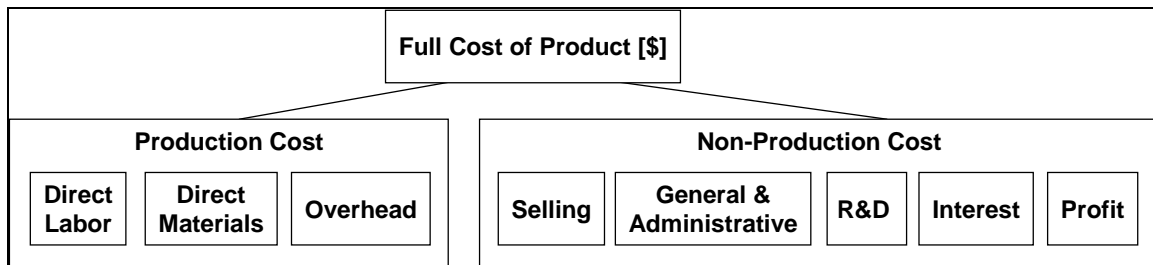 Full Cost of Product [$]
Production Cost
Non-Production Cost
Direct
Labor
Direct
Materials
Overhead
Selling
General &
Administrative
R&D
Interest
Profit